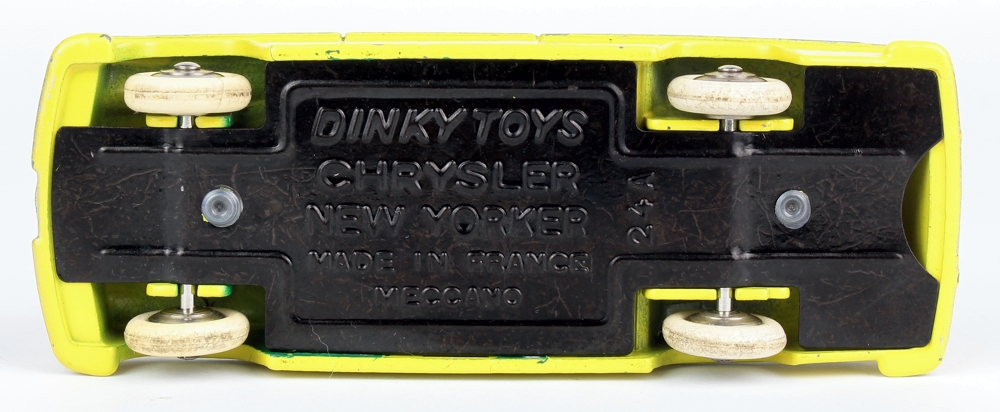 DINKY TOYS
CHRYSLER
NEW YORKER
MADE IN FRANCE
MECCANO
24A